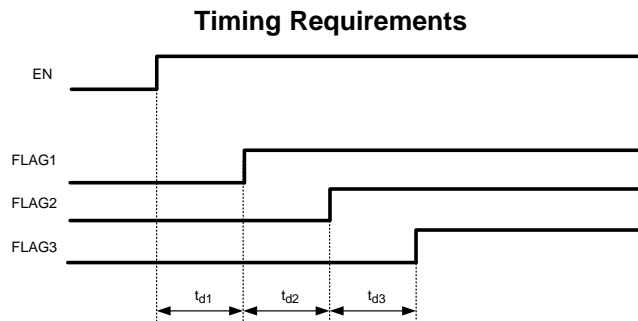 Timing Requirements
EN
FLAG1
FLAG2
FLAG3
td1 td2 td3